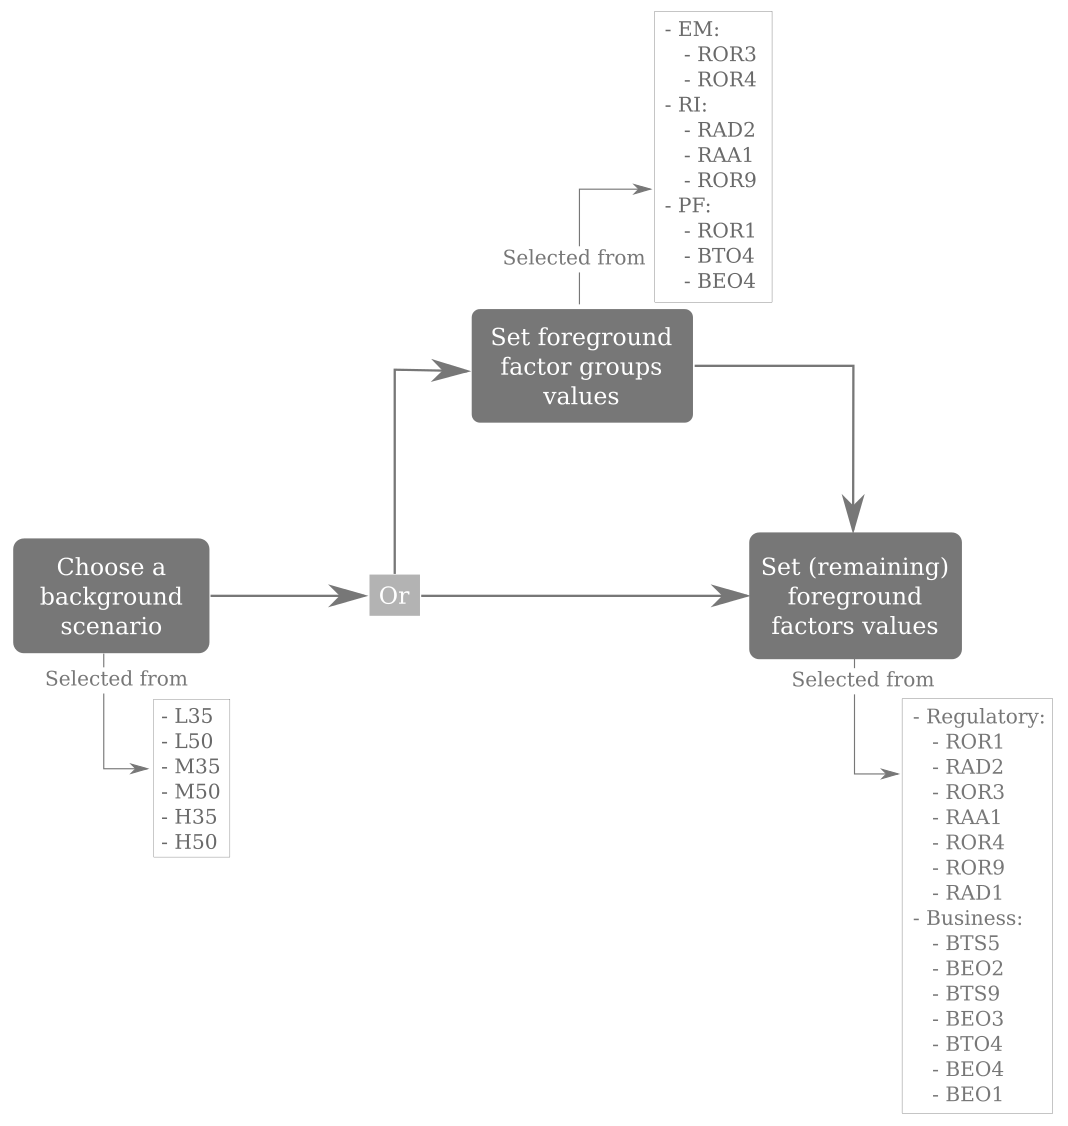 - EM:
- ROR3
- ROR4
- RI:
- RAD2
- RAA1
- ROR9
- PF:
- ROR1
- BTO4
- BEO4
Selected from
Set foreground
factor groups
values
Choose a
background
scenario
Or
Set (remaining)
foreground
factors values
Selected from
- L35
- L50
- M35
- M50
- H35
- H50
Selected from
- Regulatory:
- ROR1
- RAD2
- ROR3
- RAA1
- ROR4
- ROR9
- RAD1
- Business:
- BTS5
- BEO2
- BTS9
- BEO3
- BTO4
- BEO4
- BEO1